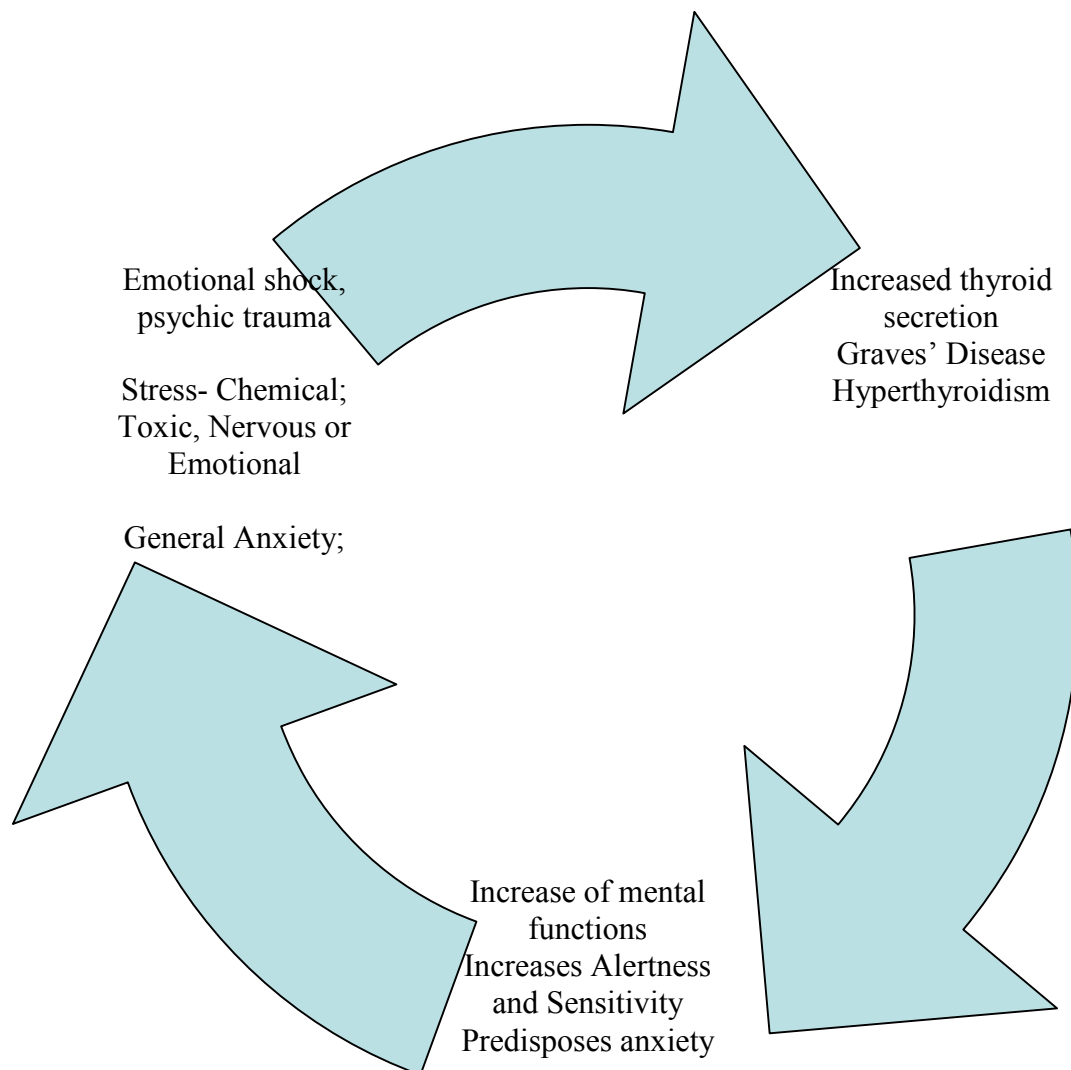 Emotional shock,
psychic trauma
Stress- Chemical;
Toxic, Nervous or
Emotional
General Anxiety;
Increased thyroid
secretion
Graves’ Disease
Hyperthyroidism
Increase of mental
functions
Increases Alertness
and Sensitivity
Predisposes anxiety